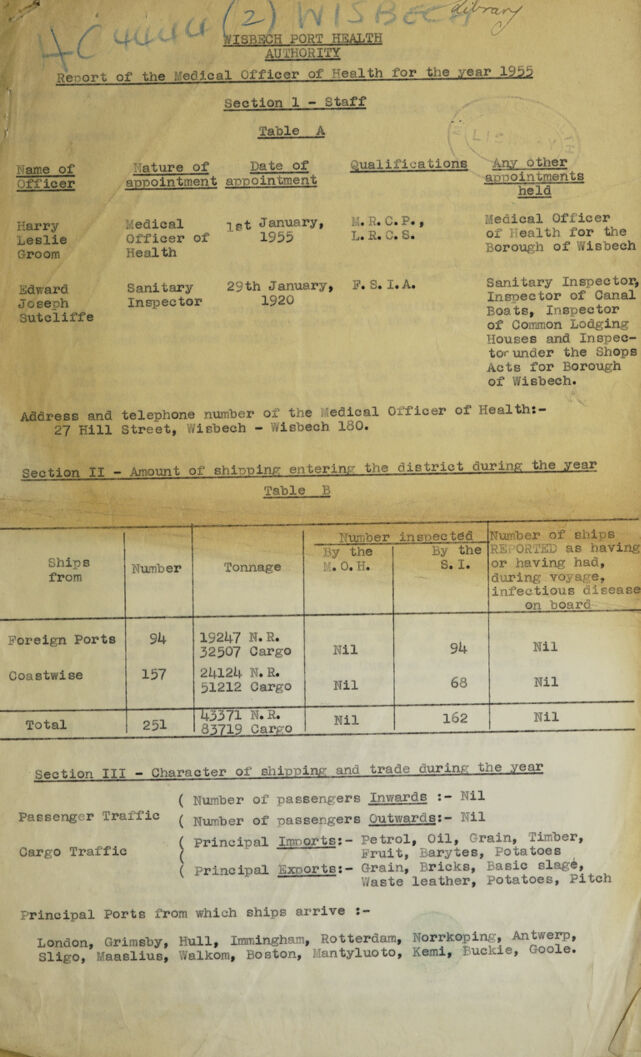 AC 4444 (2) WISBECH Library
WISBECH PORT HEALTH
AUTHORITY
Report of the Medical Officer of Health for the year 1955
Section 1 - Staff
Table A
Name of Officer	Nature of appointment	Date of appointment	Qualifications	Any other appointments held
Harry	Medical	1st January,	M.R.C.P.,	Medical Officer
Leslie	Officer of	1955	L.R.C.S.	of Health for the
Groom	Health	Borough of Wisbech
Edward	Sanitary	29th January,	F.S.I.A.	Sanitary Inspector,
Joseph	Inspector	1920	Inspector of Canal
Sutcliffe	Boats, Inspector
of Common Lodging
Houses and Inspec-
tor under the Shops
Acts for Borough
of Wisbech.
Address and telephone number of the Medical Officer of Health:-
27 Hill Street, Wisbech - Wisbech 180.
Section II - Amount of shipping entering the district during the year
Table B
Ships from	Number	Tonnage	Number inspected	By the M.O.H.	By the S.I.	Number of ships REPORTED as having or having had, during voyage, infectious disease on board
Foreign Ports	94	19247 N.R.
32507 Cargo	Nil	94	Nil
Coastwise	157	24124 N.R.
51212 Cargo	Nil	68	Nil
Total	251	43371 N.R.
83719 Cargo	Nil	162	Nil
Section III - Character of shipping and trade during the year
Passenger Traffic	( Number of passengers Inwards :- Nil
( Number of passengers Outwards:- Nil
Cargo Traffic	( Principal Imports:- Petrol, Oil, Grain, Timber,
( Fruit, Barytes, Potatoes
( Principal Exports:- Grain, Bricks, Basic slage,
Waste leather, Potatoes, Pitch
Principal Ports from which ships arrive :-
London, Grimsby, Hull, Immingham, Rotterdam, Norrkoping, Antwerp,
Sligo, Maaslius, Walkom, Boston, Mantyluoto, Kemi, Buckie, Goole.